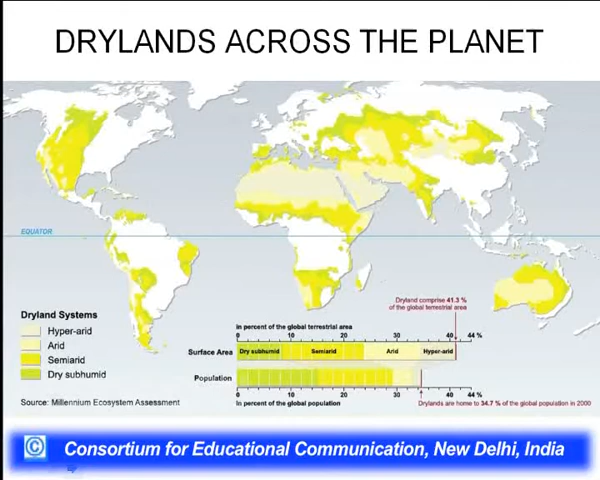 DRYLANDS ACROSS THE PLANET
EQUATOR
Dryland Systems
Hyper-arid
Arid
Semiarid
Dry subhumid
Source: Millennium Ecosystem Assessment
Dryland comprise 41.3 %
of the global terrestrial area
In percent of the global terrestrial area
0 10 20 30 40 44 %
Surface Area Dry subhumid Semiarid Arid Hyper-arid
Population
0 10 20 30 40 44 %
In percent of the global population
Drylands are home to 34.7 % of the global population in 2000
© Consortium for Educational Communication, New Delhi, India